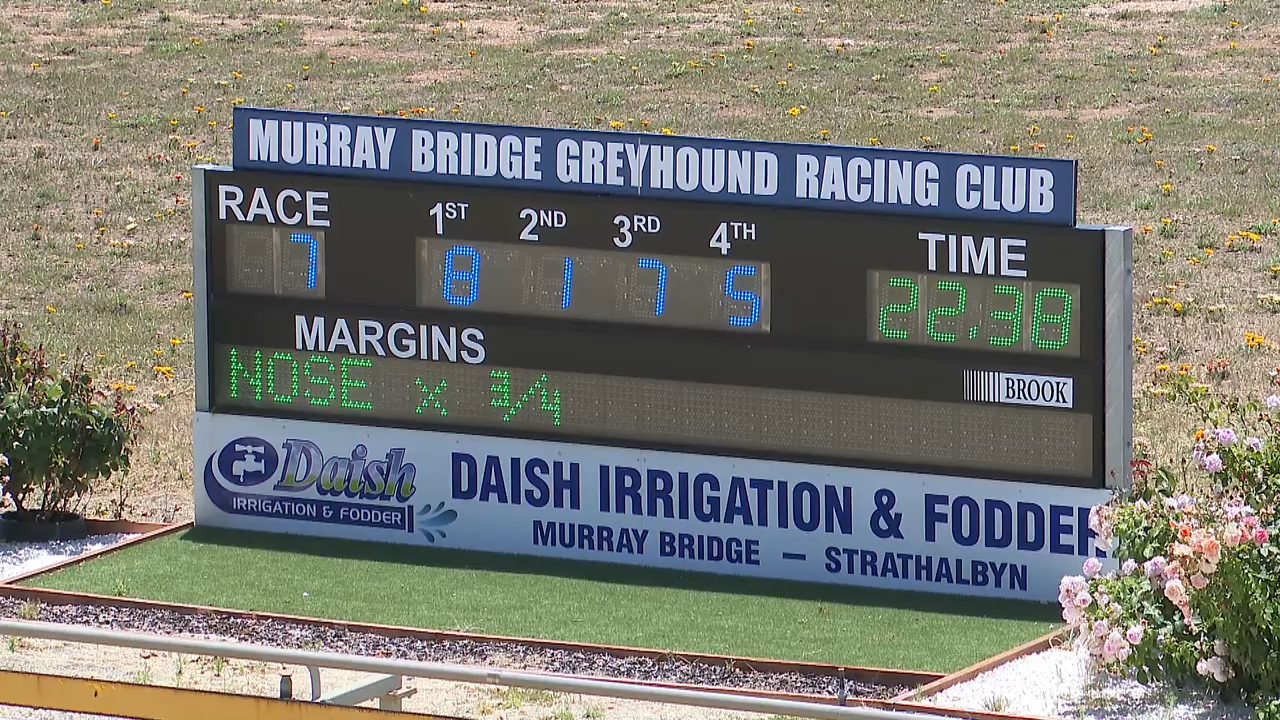 MURRAY BRIDGE GREYHOUND RACING CLUB
RACE 1ST 2ND 3RD 4TH TIME
7 8 1 7 5 22.38
MARGINS
NOSE x 3/4
BROOK
Daish
IRRIGATION & FODDER
DAISH IRRIGATION & FODDER
MURRAY BRIDGE – STRATHALBYN